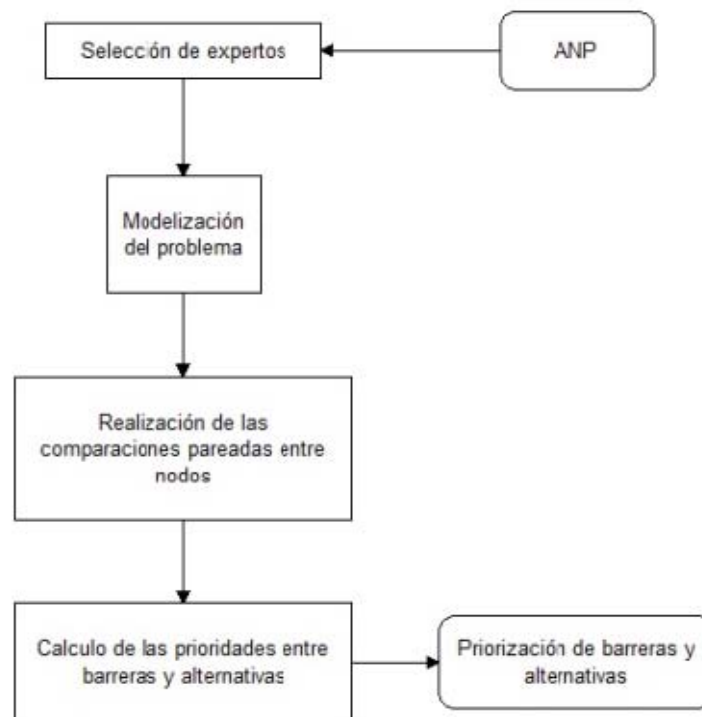 Selección de expertos
ANP
Modelización
del problema
Realización de las
comparaciones pareadas entre
nodos
Calculo de las prioridades entre
barreras y alternativas
Priorización de barreras y
alternativas